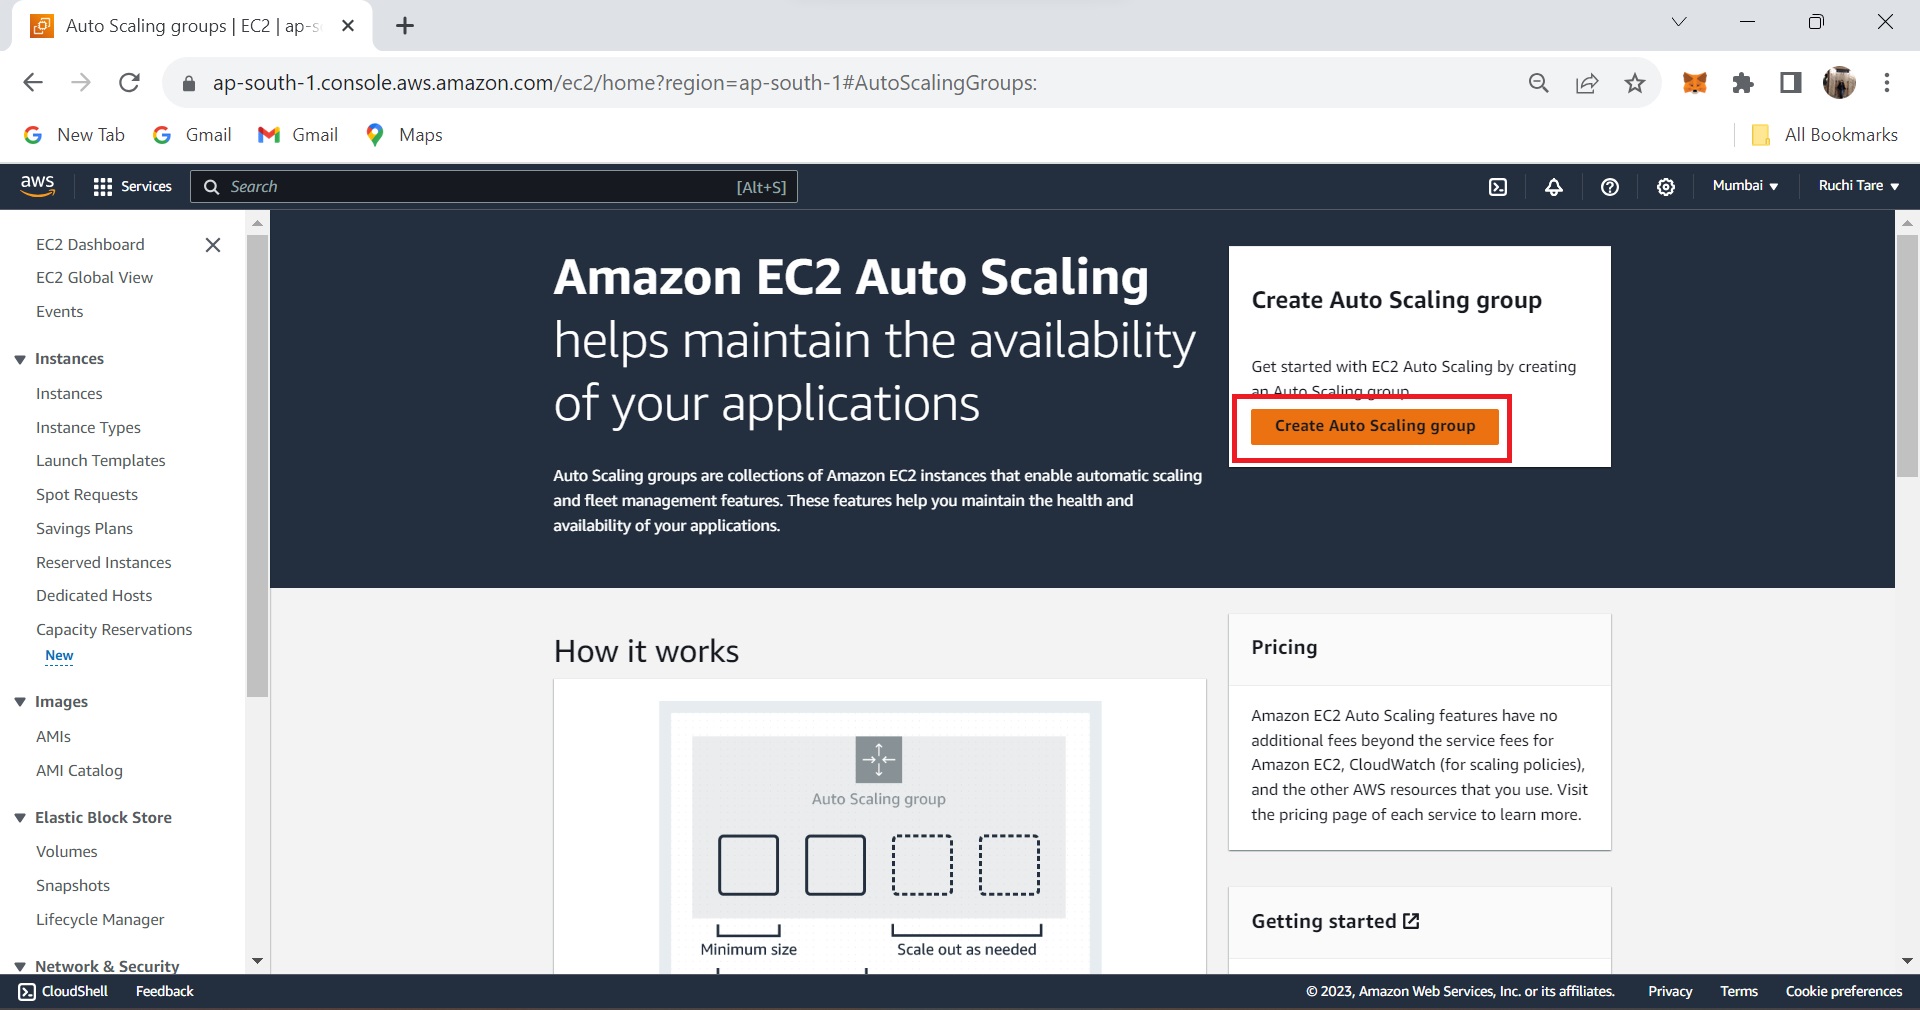 Auto Scaling groups | EC2 | ap-s
ap-south-1.console.aws.amazon.com/ec2/home?region=ap-south-1#AutoScalingGroups:
New Tab
Gmail
Gmail
Maps
All Bookmarks
aws
Services
Search
[Alt+S]
Mumbai
Ruchi Tare
EC2 Dashboard
EC2 Global View
Events
Instances
Instances
Instance Types
Launch Templates
Spot Requests
Savings Plans
Reserved Instances
Dedicated Hosts
Capacity Reservations
New
Images
AMIs
AMI Catalog
Elastic Block Store
Volumes
Snapshots
Lifecycle Manager
Network & Security
Amazon EC2 Auto Scaling
helps maintain the availability
of your applications
Auto Scaling groups are collections of Amazon EC2 instances that enable automatic scaling
and fleet management features. These features help you maintain the health and
availability of your applications.
Create Auto Scaling group
Get started with EC2 Auto Scaling by creating
an Auto Scaling group.
Create Auto Scaling group
How it works
Auto Scaling group
Minimum size
Scale out as needed
Pricing
Amazon EC2 Auto Scaling features have no
additional fees beyond the service fees for
Amazon EC2, CloudWatch (for scaling policies),
and the other AWS resources that you use. Visit
the pricing page of each service to learn more.
Getting started
CloudShell
Feedback
© 2023, Amazon Web Services, Inc. or its affiliates.
Privacy
Terms
Cookie preferences